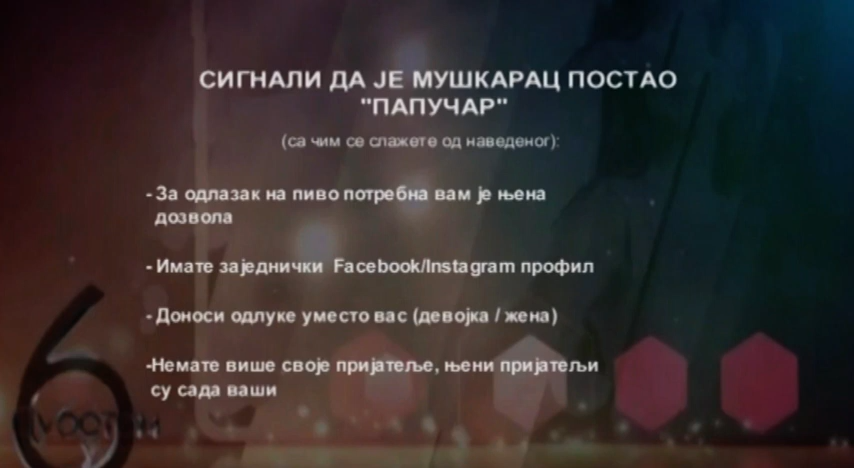 СИГНАЛИ ДА ЈЕ МУШКАРАЦ ПОСТАО
"ПАПУЧАР"
(са чим се слажете од наведеног):
- За одлазак на пиво потребна вам је њена
дозвола
- Имате заједнички Facebook/Instagram профил
- Доноси одлуке уместо вас (девојка / жена)
-Немате више своје пријатеље, њени пријатељи
су сада ваши
6